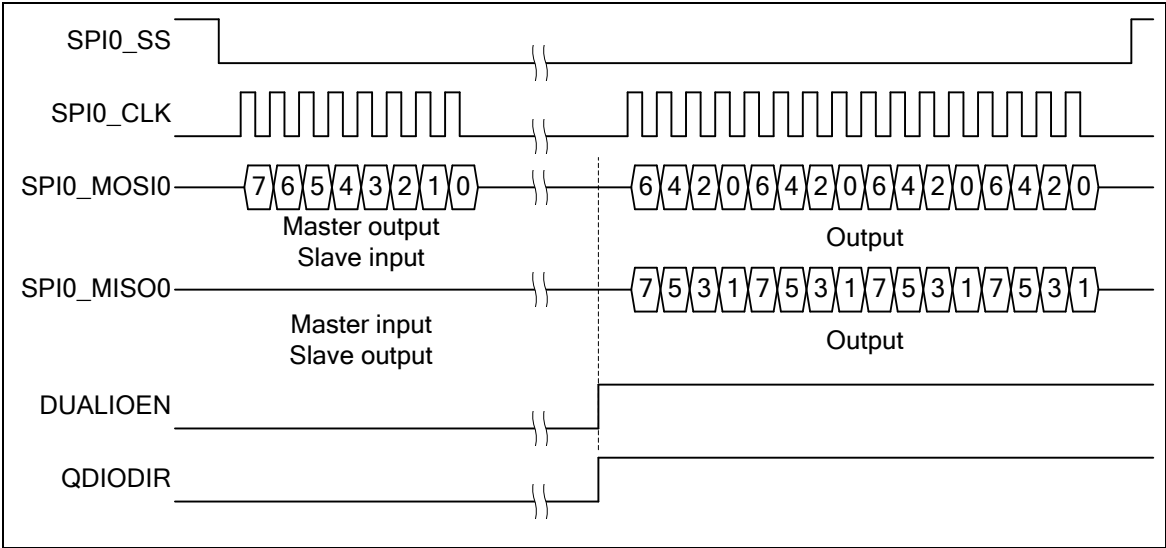 SPI0_SS
SPI0_CLK
SPI0_MOSI0 7 6 5 4 3 2 1 0 6 4 2 0 6 4 2 0 6 4 2 0 6 4 2 0
Master output
Slave input
Output
SPI0_MISO0 7 5 3 1 7 5 3 1 7 5 3 1 7 5 3 1
Master input
Slave output
Output
DUALIOEN
QDIODIR